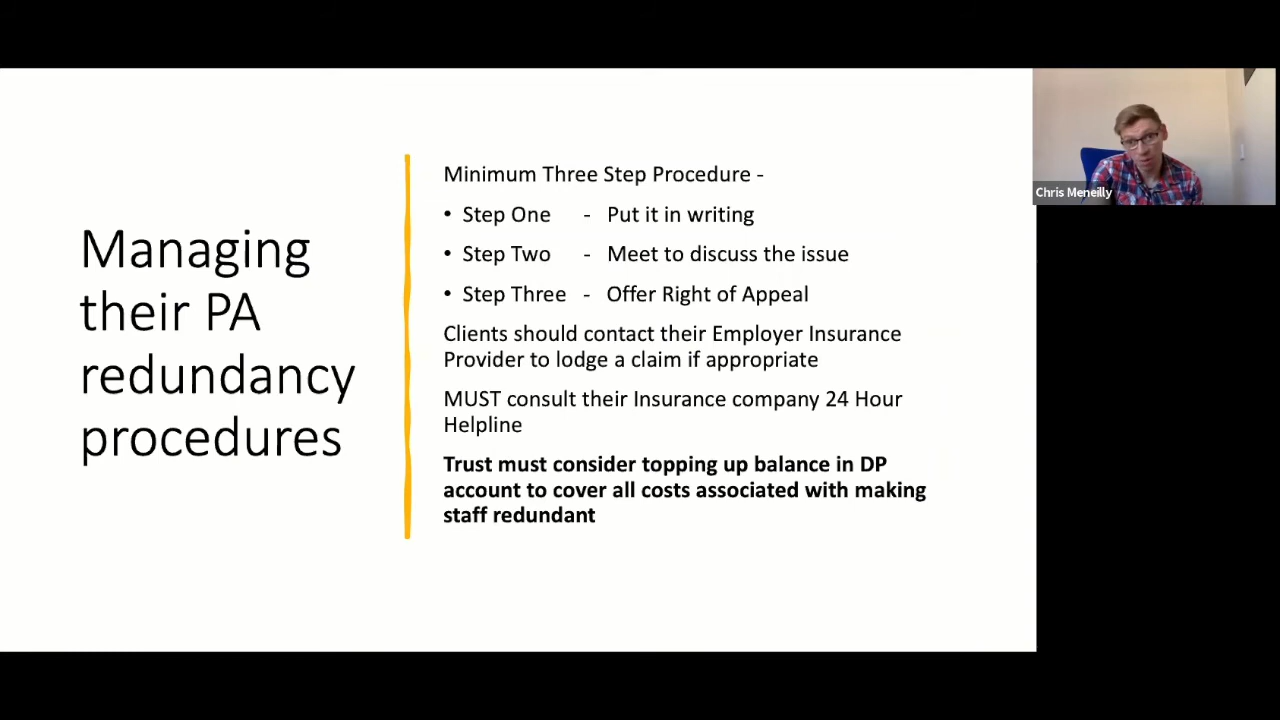 Managing
their PA
redundancy
procedures
Minimum Three Step Procedure -
• Step One - Put it in writing
• Step Two - Meet to discuss the issue
• Step Three - Offer Right of Appeal
Clients should contact their Employer Insurance
Provider to lodge a claim if appropriate
MUST consult their Insurance company 24 Hour
Helpline
Trust must consider topping up balance in DP
account to cover all costs associated with making
staff redundant
Chris Meneilly